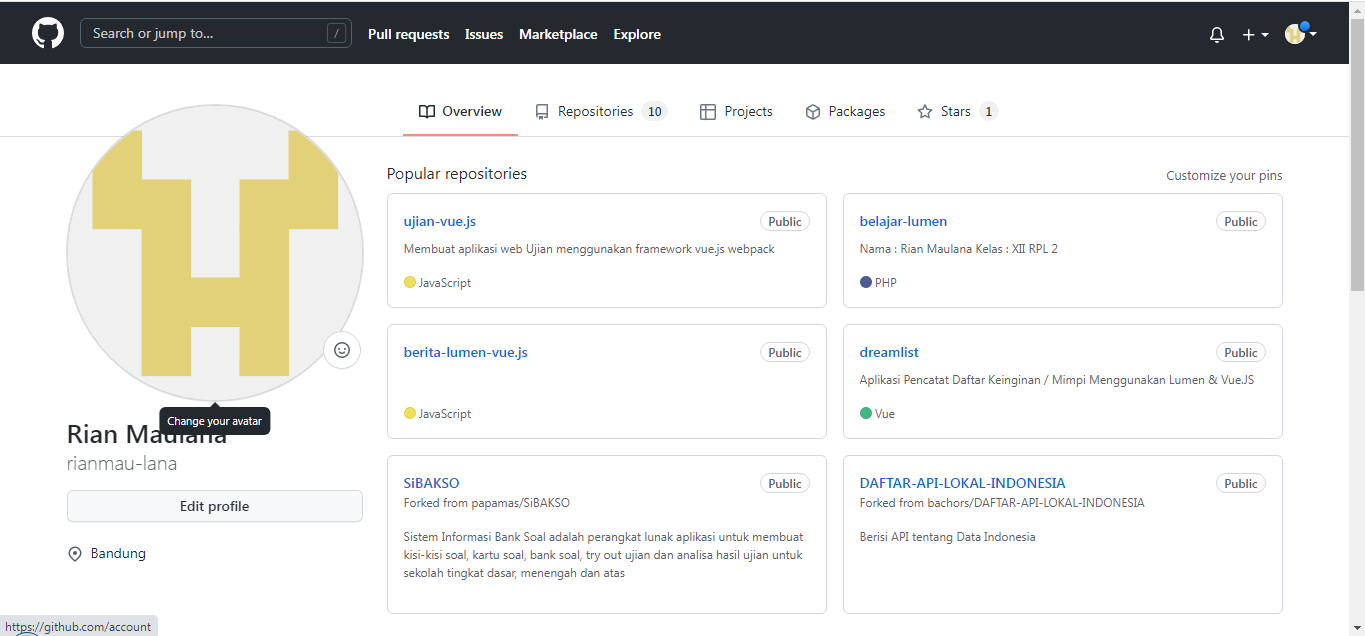 Search or jump to... /
Pull requests Issues Marketplace Explore
Overview Repositories 10 Projects Packages Stars 1
Popular repositories
Customize your pins
ujian-vue.js Public
Membuat aplikasi web Ujian menggunakan framework vue.js webpack
JavaScript
belajar-lumen Public
Nama : Rian Maulana Kelas : XII RPL 2
PHP
berita-lumen-vue.js Public
JavaScript
dreamlist Public
Aplikasi Pencatat Daftar Keinginan / Mimpi Menggunakan Lumen & Vue.JS
Vue
SiBAKSO Public
Forked from papamas/SiBAKSO
Sistem Informasi Bank Soal adalah perangkat lunak aplikasi untuk membuat
kisi-kisi soal, kartu soal, bank soal, try out ujian dan analisa hasil ujian untuk
sekolah tingkat dasar, menengah dan atas
DAFTAR-API-LOKAL-INDONESIA Public
Forked from bachors/DAFTAR-API-LOKAL-INDONESIA
Berisi API tentang Data Indonesia
Change your avatar
Rian Maulana
rianmau-lana
Edit profile
Bandung
https://github.com/account